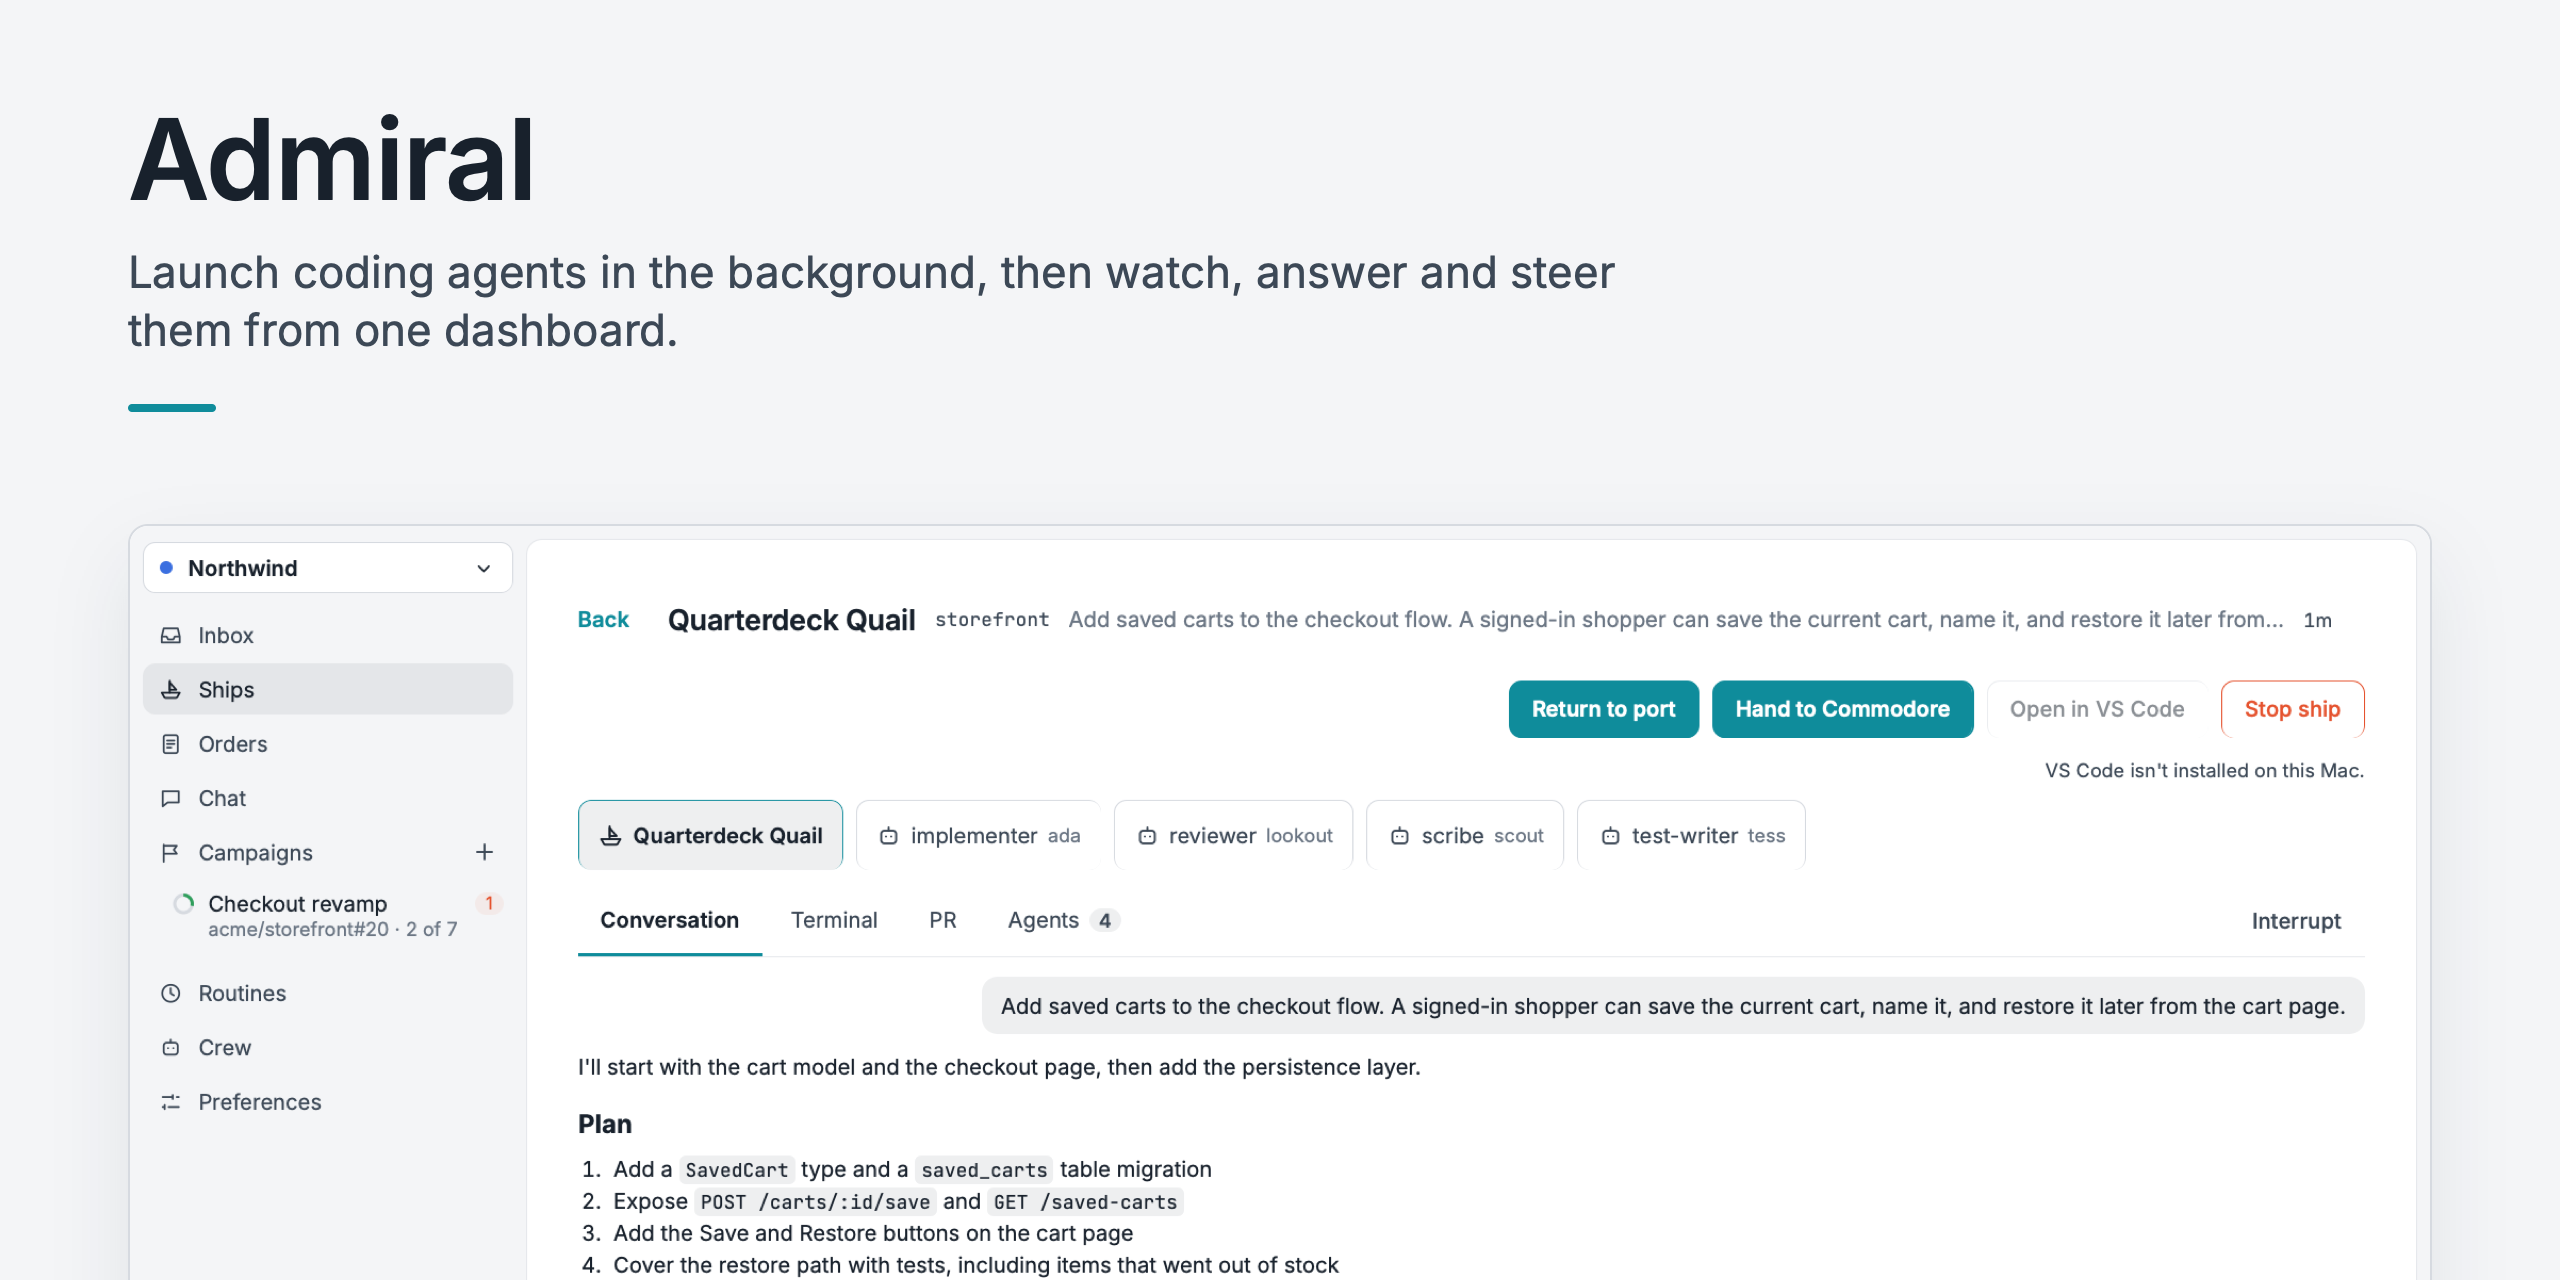 Admiral
Launch coding agents in the background, then watch, answer and steer
them from one dashboard.
Northwind
Inbox
Ships
Orders
Chat
Campaigns
Checkout revamp 1
acme/storefront#20 · 2 of 7
Routines
Crew
Preferences
Back Quarterdeck Quail storefront Add saved carts to the checkout flow. A signed-in shopper can save the current cart, name it, and restore it later from... 1m
Return to port Hand to Commodore Open in VS Code Stop ship
VS Code isn't installed on this Mac.
Quarterdeck Quail implementer ada reviewer lookout scribe scout test-writer tess
Conversation Terminal PR Agents 4 Interrupt
Add saved carts to the checkout flow. A signed-in shopper can save the current cart, name it, and restore it later from the cart page.
I'll start with the cart model and the checkout page, then add the persistence layer.
Plan
1. Add a SavedCart type and a saved_carts table migration
2. Expose POST /carts/:id/save and GET /saved-carts
3. Add the Save and Restore buttons on the cart page
4. Cover the restore path with tests, including items that went out of stock